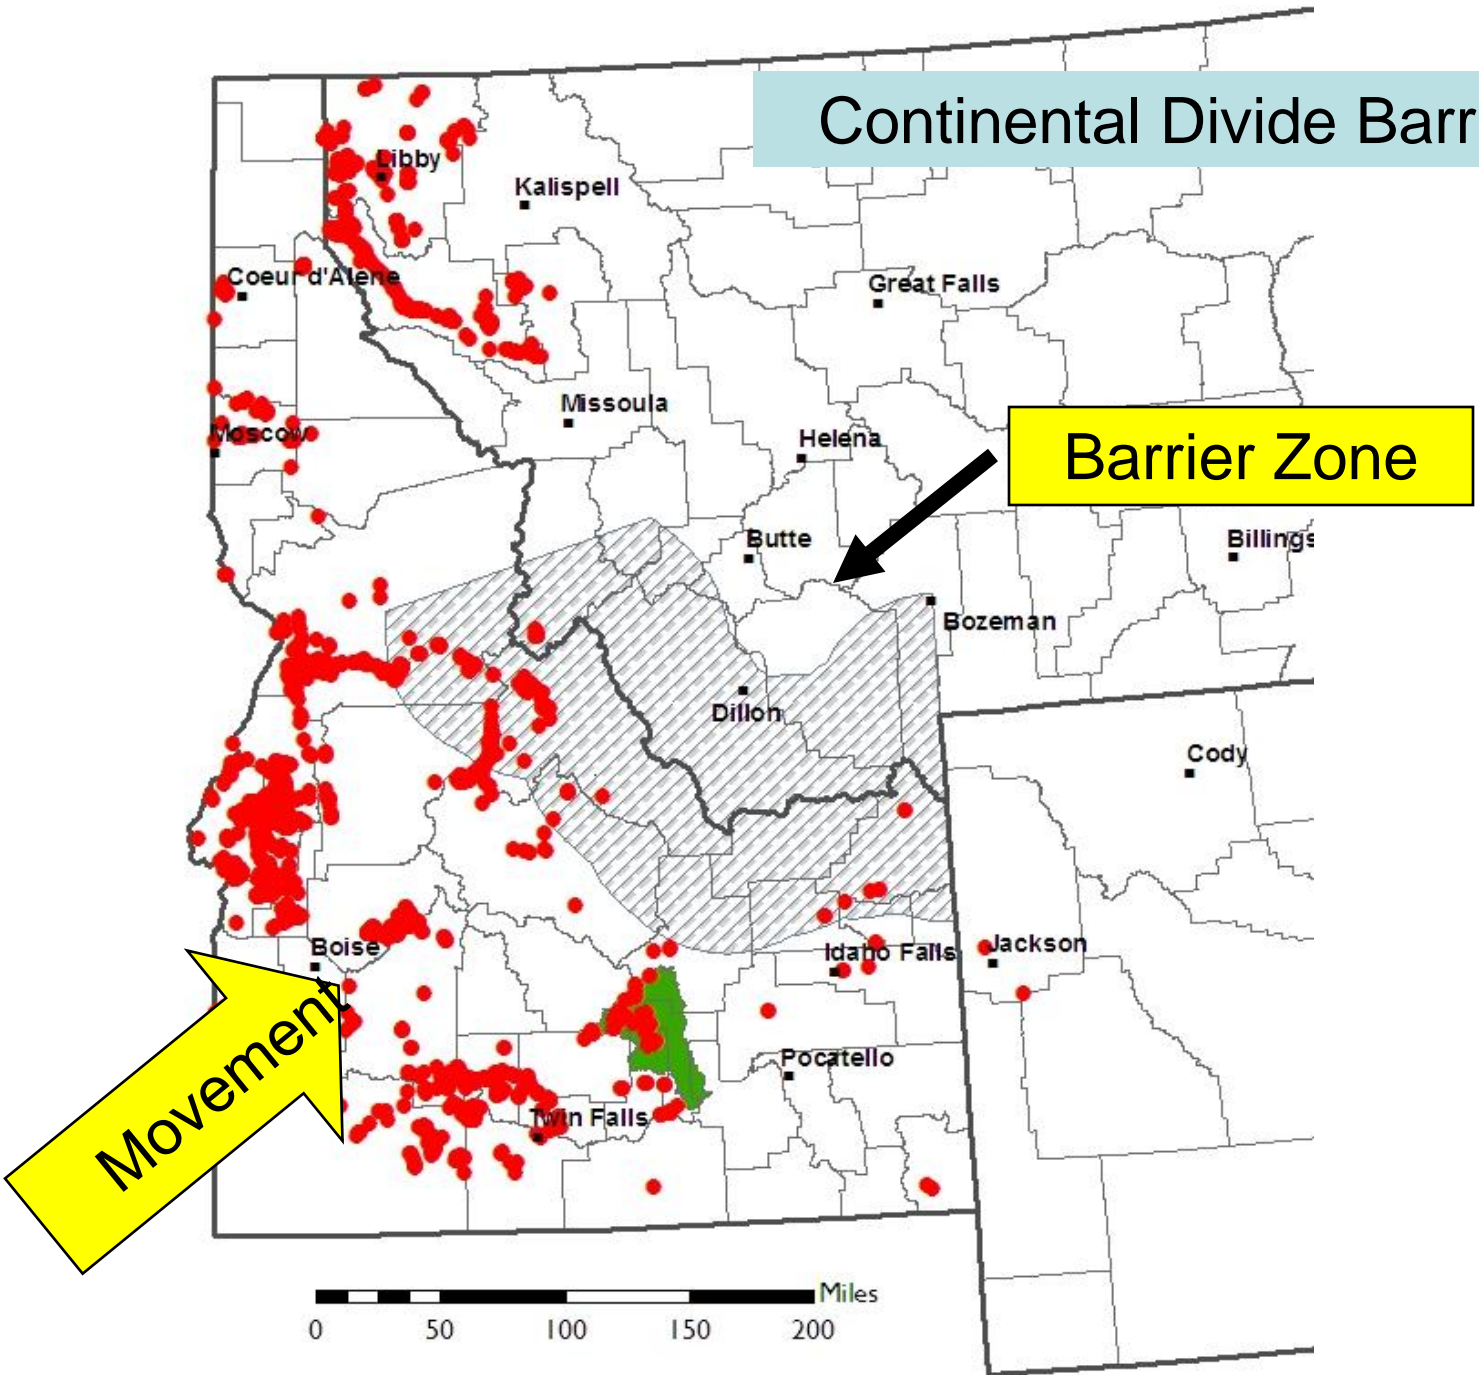 Continental Divide Barr
Libby
Kalispell
Coeur d'Alene
Great Falls
Missoula
Moscow
Helena
Barrier Zone
Butte
Billings
Bozeman
Dillon
Cody
Boise
Idaho Falls
Jackson
Movement
Pocatello
Twin Falls
Miles
0 50 100 150 200